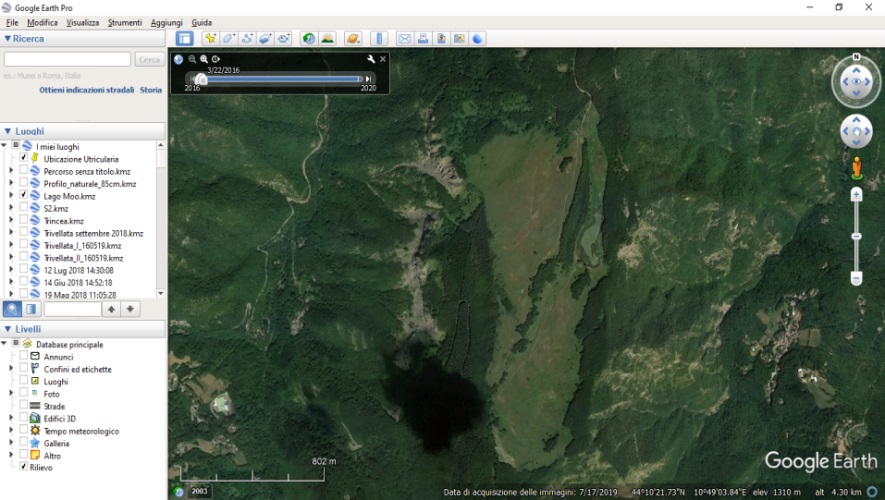 Google Earth Pro
File Modifica Visualizza Strumenti Aggiungi Guida
Ricerca
Cerca
es.: Musei a Roma, Italia
Ottieni indicazioni stradali Storia
Luoghi
I miei luoghi
Ubicazione Utricularia
Percorso senza titolo.kmz
Profilo_naturale_85cm.kmz
Lago Moo.kmz
S2.kmz
Trincea.kmz
Trivellata settembre 2018.kmz
Trivellata_I_160519.kmz
Trivellata_II_160519.kmz
12 Lug 2018 14:30:08
14 Giu 2018 14:52:18
19 Mag 2018 11:05:28
Livelli
Database principale
Annunci
Confini ed etichette
Luoghi
Foto
Strade
Edifici 3D
Tempo meteorologico
Galleria
Altro
Rilievo
3/22/2016
2016 2020
N
802 m
2003
Google Earth
Data di acquisizione delle immagini: 7/17/2019 44°10'21.73"N 10°49'03.84"E elev 1310 m alt 4.30 km